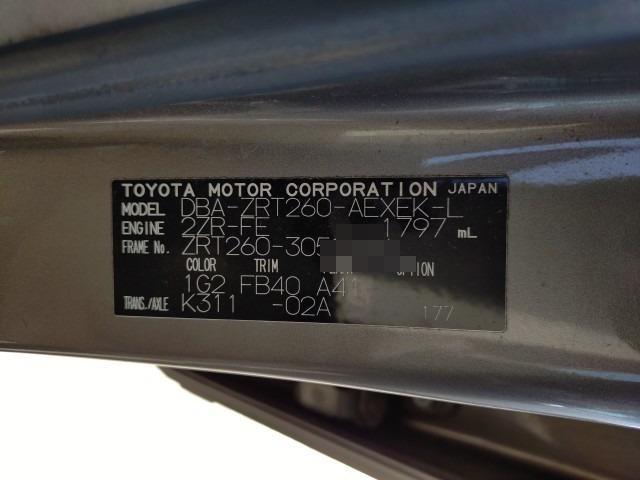 TOYOTA MOTOR CORPORATION JAPAN
MODEL DBA-ZRT260-AEXEK-L
ENGINE 2ZR-FE 1797 mL
FRAME No. ZRT260-305
COLOR TRIM OPTION
1G2 FB40 A41
TRANS./AXLE K311 -02A 177